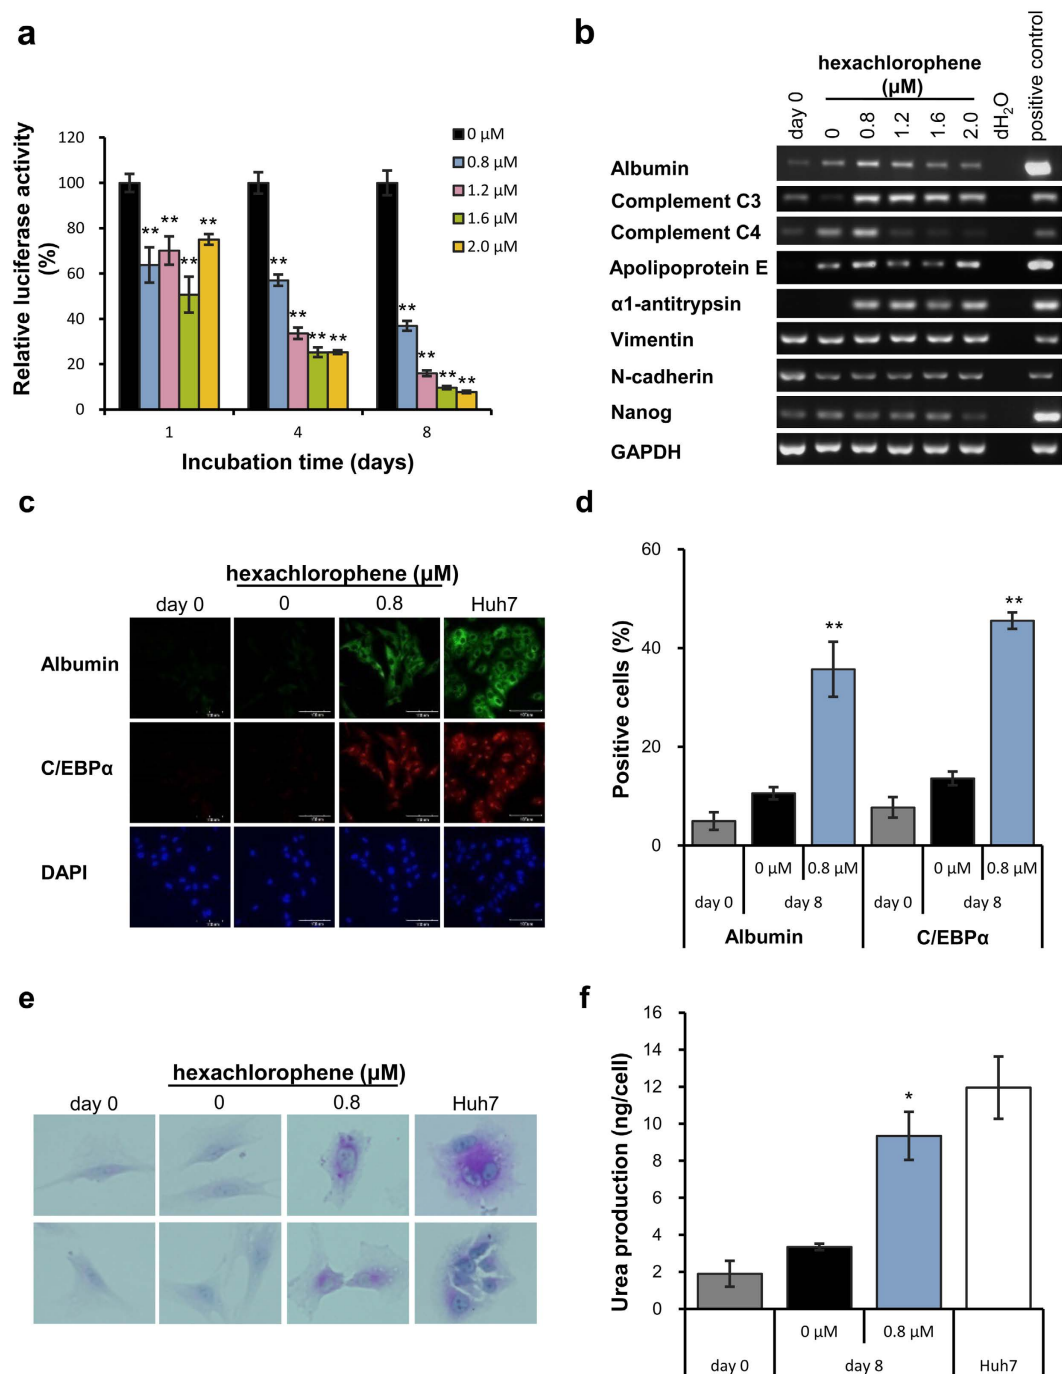 a
Relative luciferase activity
(%)
120
100
80
60
40
20
0
** ** ** **
** ** ** **
** ** ** **
0 µM
0.8 µM
1.2 µM
1.6 µM
2.0 µM
1 4 8
Incubation time (days)
b
hexachlorophene
(µM)
day 0 0 0.8 1.2 1.6 2.0 dH2O positive control
Albumin
Complement C3
Complement C4
Apolipoprotein E
α1-antitrypsin
Vimentin
N-cadherin
Nanog
GAPDH
c
hexachlorophene (µM)
day 0 0 0.8 Huh7
Albumin
C/EBPα
DAPI
d
Positive cells (%)
60
40
20
0
**
**
0 µM 0.8 µM 0 µM 0.8 µM
day 0 day 8 day 0 day 8
Albumin C/EBPα
e
hexachlorophene (µM)
day 0 0 0.8 Huh7
f
Urea production (ng/cell)
16
14
12
10
8
6
4
2
0
*
0 µM 0.8 µM
day 0 day 8 Huh7